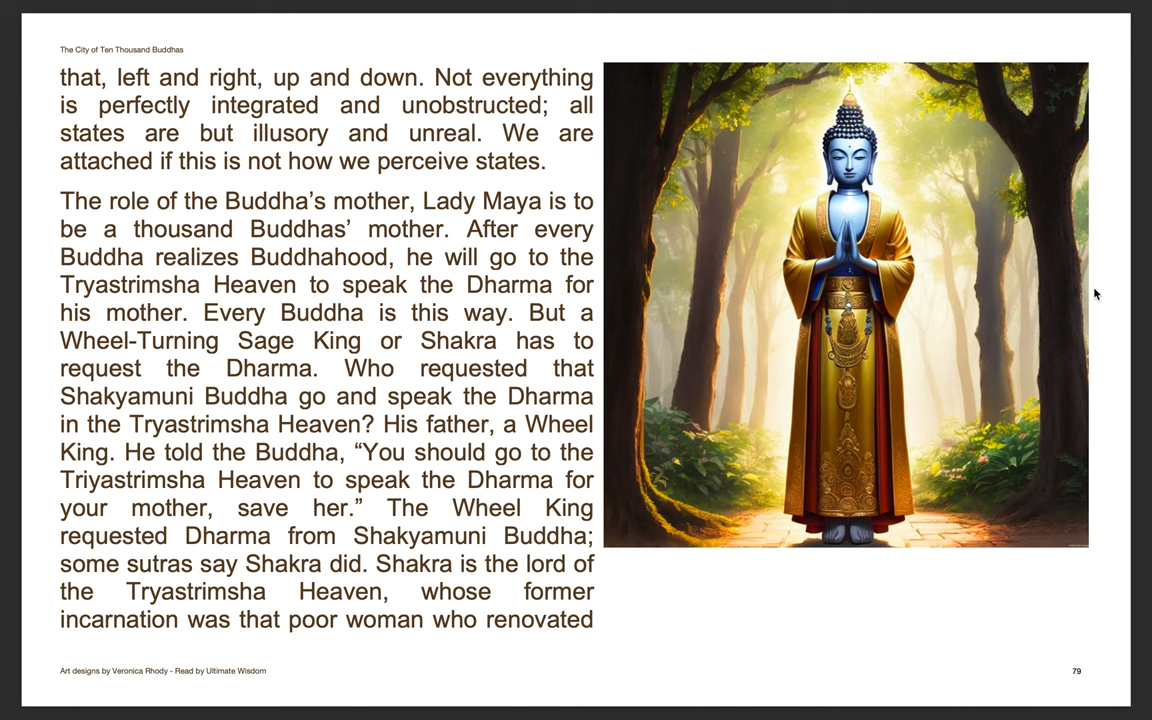 The City of Ten Thousand Buddhas
that, left and right, up and down. Not everything
is perfectly integrated and unobstructed; all
states are but illusory and unreal. We are
attached if this is not how we perceive states.
The role of the Buddha’s mother, Lady Maya is to
be a thousand Buddhas’ mother. After every
Buddha realizes Buddhahood, he will go to the
Tryastrimsha Heaven to speak the Dharma for
his mother. Every Buddha is this way. But a
Wheel-Turning Sage King or Shakra has to
request the Dharma. Who requested that
Shakyamuni Buddha go and speak the Dharma
in the Tryastrimsha Heaven? His father, a Wheel
King. He told the Buddha, “You should go to the
Triyastrimsha Heaven to speak the Dharma for
your mother, save her.” The Wheel King
requested Dharma from Shakyamuni Buddha;
some sutras say Shakra did. Shakra is the lord of
the Tryastrimsha Heaven, whose former
incarnation was that poor woman who renovated
Art designs by Veronica Rhody - Read by Ultimate Wisdom
79